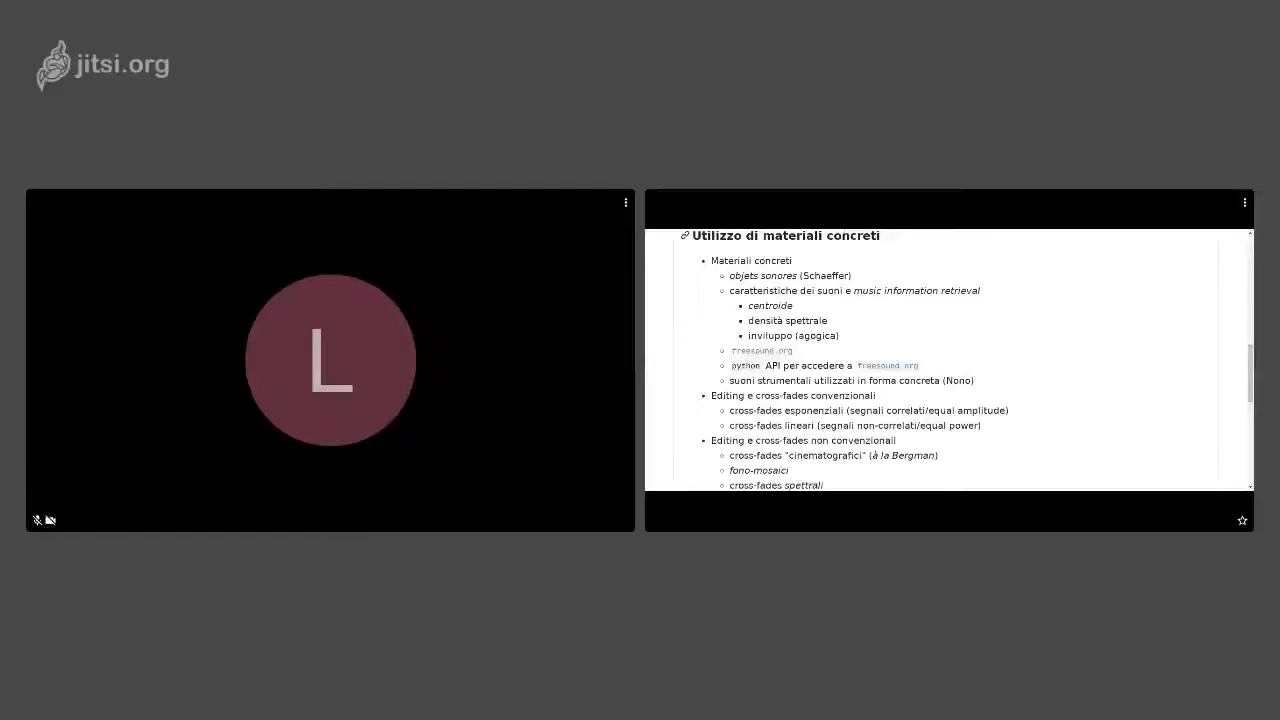 jitsi.org
L
Utilizzo di materiali concreti
• Materiali concreti
◦ objets sonores (Schaeffer)
◦ caratteristiche dei suoni e music information retrieval
▪ centroide
▪ densità spettrale
▪ inviluppo (agogica)
◦ freesound.org
◦ python API per accedere a freesound.org
◦ suoni strumentali utilizzati in forma concreta (Nono)
• Editing e cross-fades convenzionali
◦ cross-fades esponenziali (segnali correlati/equal amplitude)
◦ cross-fades lineari (segnali non-correlati/equal power)
• Editing e cross-fades non convenzionali
◦ cross-fades "cinematografici" (à la Bergman)
◦ fono-mosaici
◦ cross-fades spettrali